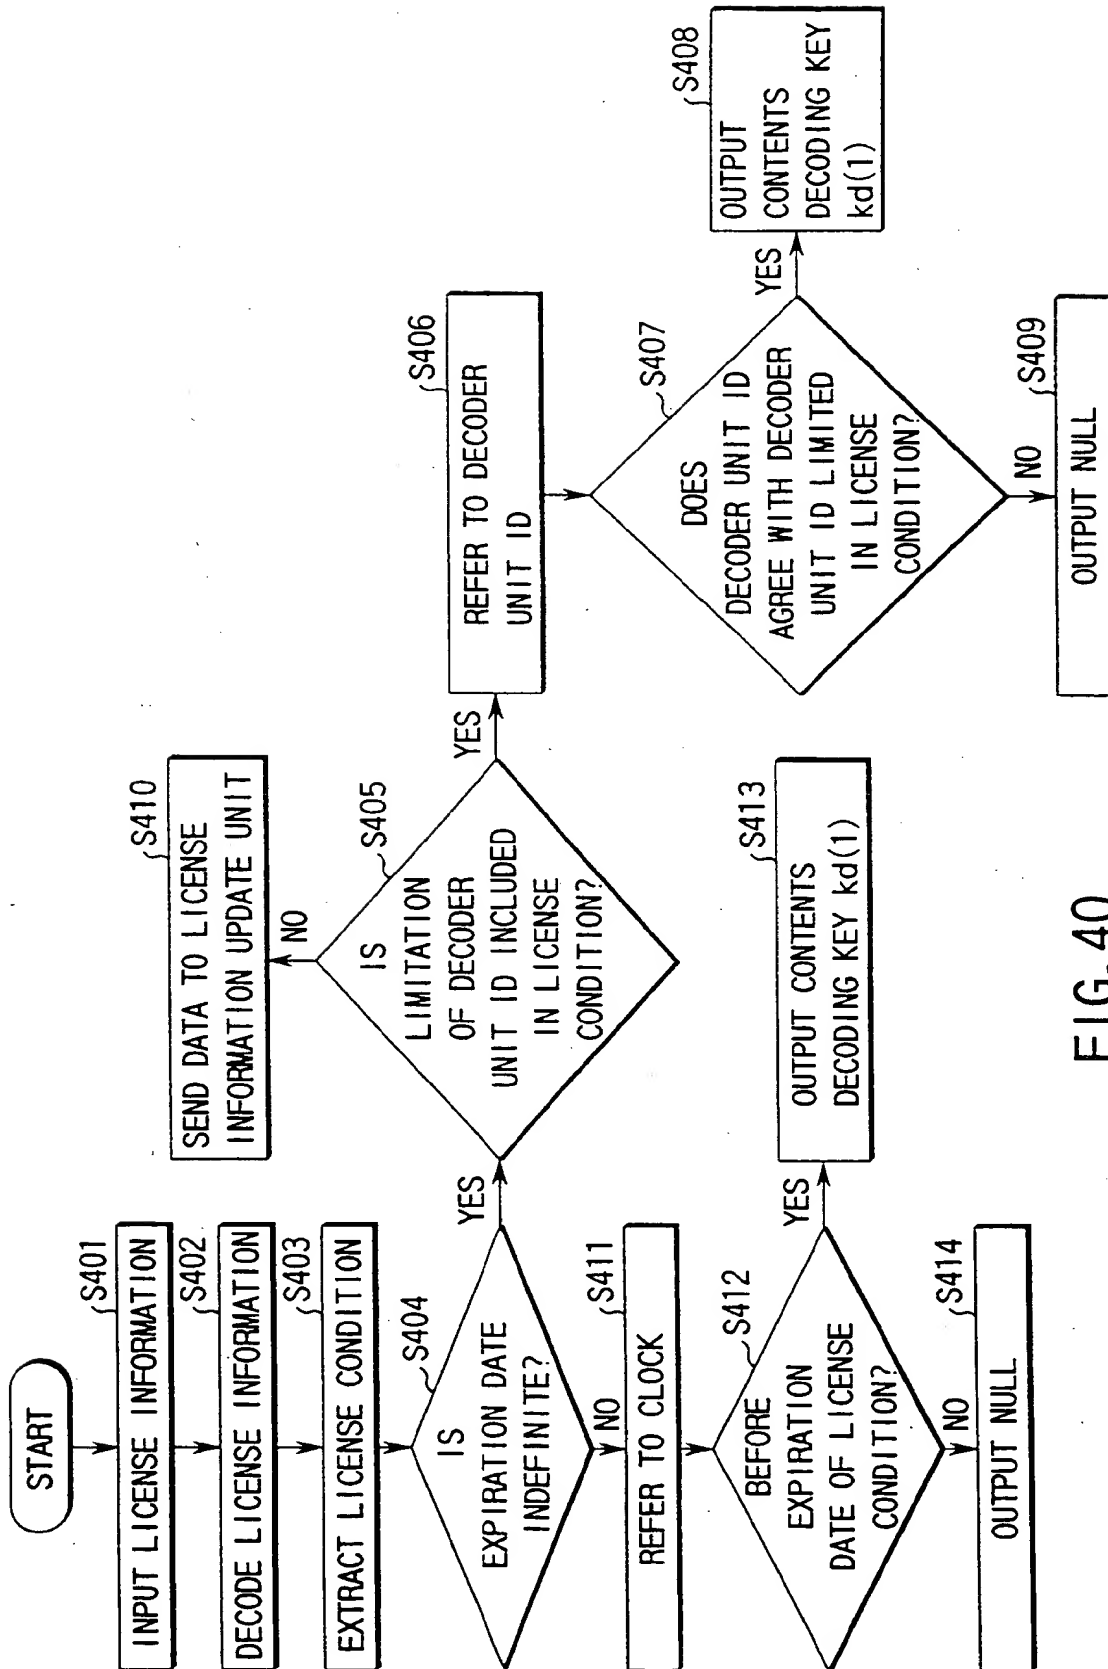 START
S401
INPUT LICENSE INFORMATION
S402
DECODE LICENSE INFORMATION
S403
EXTRACT LICENSE CONDITION
S404
IS
EXPIRATION DATE
INDEFINITE?
YES
NO
S405
IS
LIMITATION
OF DECODER
UNIT ID INCLUDED
IN LICENSE
CONDITION?
YES
NO
S406
REFER TO DECODER
UNIT ID
S407
DOES
DECODER UNIT ID
AGREE WITH DECODER
UNIT ID LIMITED
IN LICENSE
CONDITION?
YES
NO
S408
OUTPUT
CONTENTS
DECODING KEY
kd(1)
S409
OUTPUT NULL
S410
SEND DATA TO LICENSE
INFORMATION UPDATE UNIT
S411
REFER TO CLOCK
S412
BEFORE
EXPIRATION
DATE OF LICENSE
CONDITION?
YES
NO
S413
OUTPUT CONTENTS
DECODING KEY kd(1)
S414
OUTPUT NULL
FIG. 40